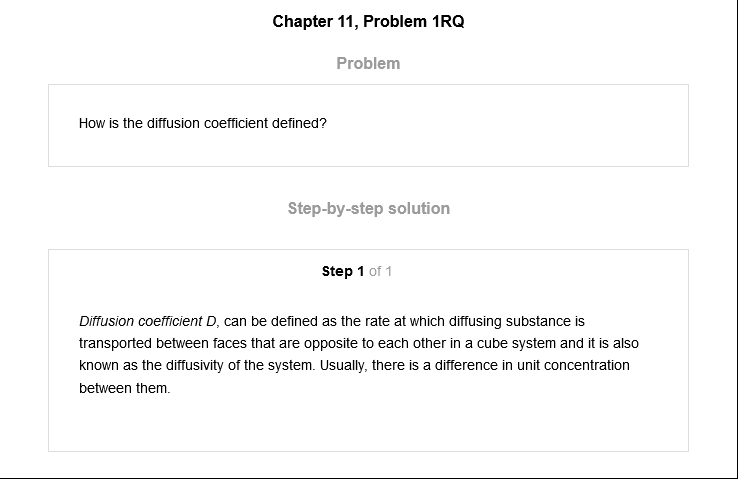 Chapter 11, Problem 1RQ
Problem
How is the diffusion coefficient defined?
Step-by-step solution
Step 1 of 1
Diffusion coefficient D, can be defined as the rate at which diffusing substance is
transported between faces that are opposite to each other in a cube system and it is also
known as the diffusivity of the system. Usually, there is a difference in unit concentration
between them.